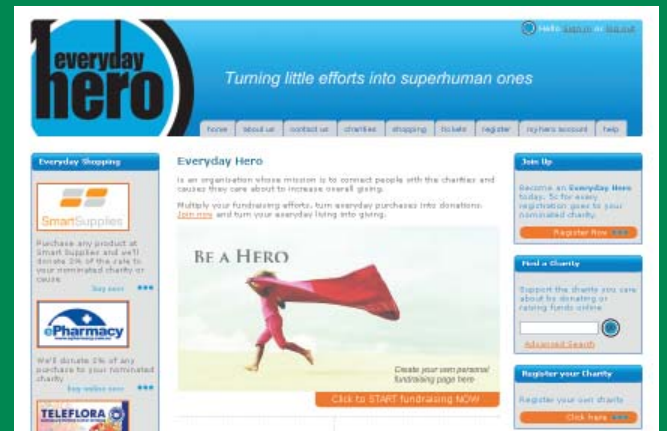 everyday
hero
Turning little efforts into superhuman ones
home about us contact us charities shopping tickets register my hero account help
Everyday Shopping
SmartSupplies
Purchase any product at
Smart Supplies and we'll
donate 5% of the sale to
your nominated charity or
cause
buy now
ePharmacy
We'll donate 5% of any
purchase to your nominated
charity
buy online now
TELEFLORA
Everyday Hero
is an organisation whose mission is to connect people with the charities and
causes they care about to increase overall giving.
Multiply your fundraising efforts, turn everyday purchases into donations.
Join now and turn your everyday living into giving.
BE A HERO
Create your own personal
fundraising page here
Click to START fundraising NOW
Join Up
Become an Everyday Hero
today. 5c for every
registration goes to your
nominated charity.
Register Now
Find a Charity
Support the charity you care
about by donating or
raising funds online
Advanced Search
Register your Charity
Register your own charity
Click here